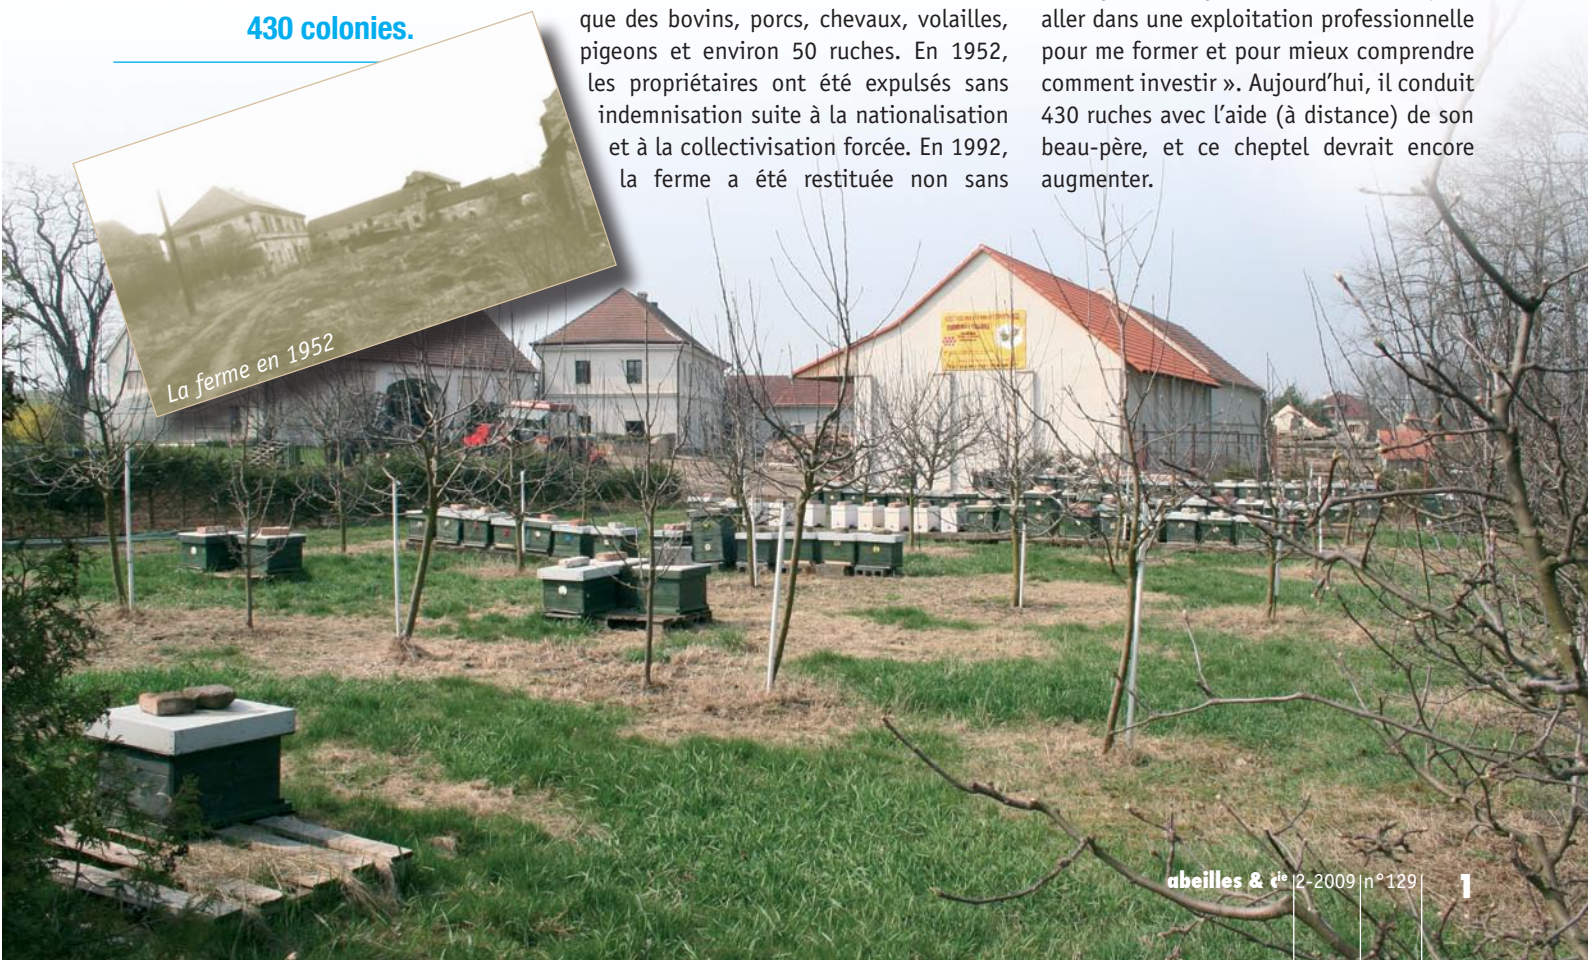 430 colonies.
La ferme en 1952
que des bovins, porcs, chevaux, volailles,
pigeons et environ 50 ruches. En 1952,
les propriétaires ont été expulsés sans
indemnisation suite à la nationalisation
et à la collectivisation forcée. En 1992,
la ferme a été restituée non sans
aller dans une exploitation professionnelle
pour me former et pour mieux comprendre
comment investir ». Aujourd’hui, il conduit
430 ruches avec l’aide (à distance) de son
beau-père, et ce cheptel devrait encore
augmenter.
abeilles & cie 2-2009 n°129 1